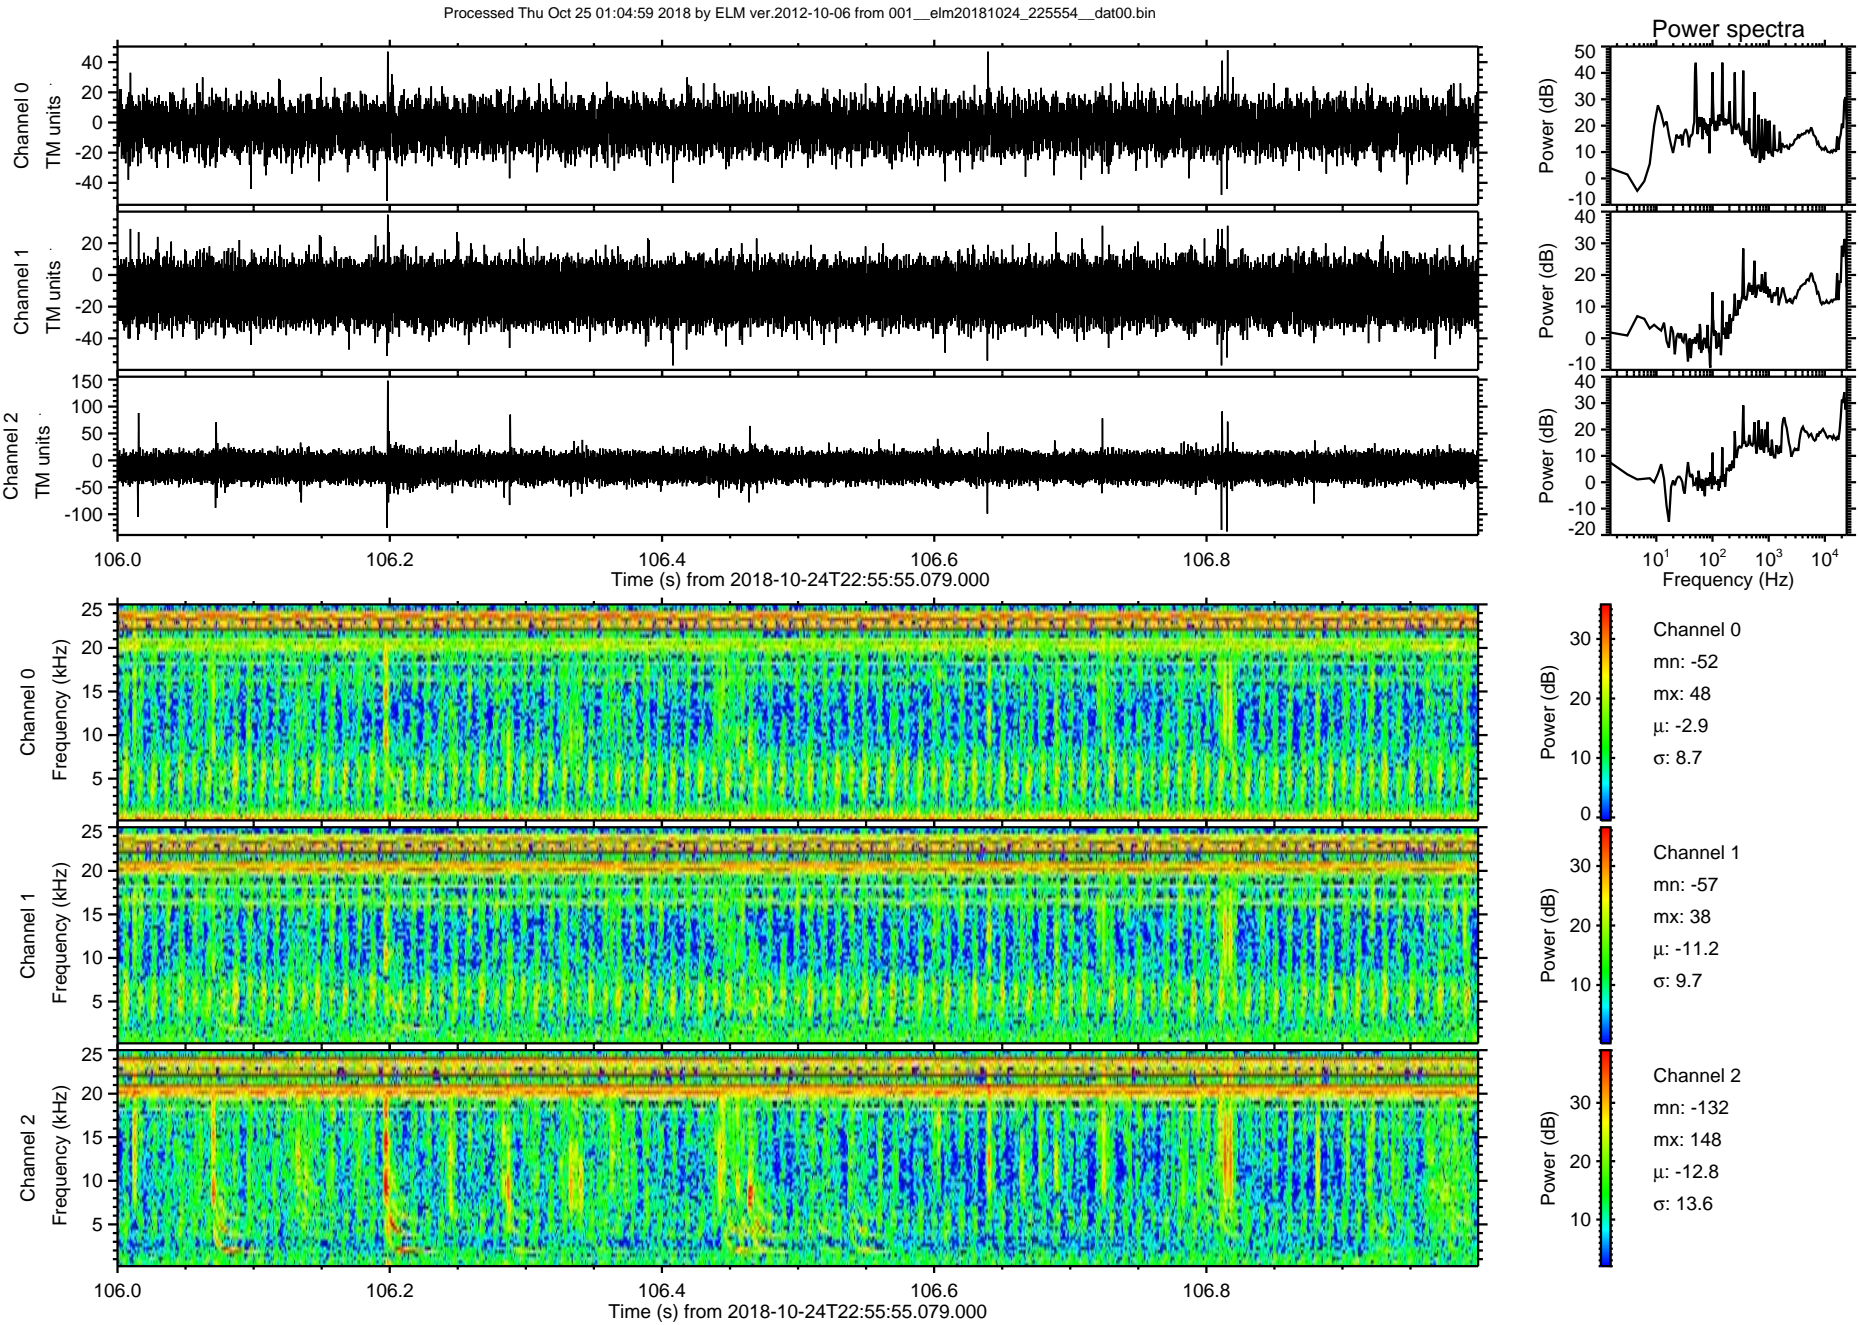 Processed Thu Oct 25 01:04:59 2018 by ELM ver.2012-10-06 from 001__elm20181024_225554__dat00.bin
Power spectra
Channel 0
TM units
40
20
0
-20
-40
Power (dB)
50
40
30
20
10
0
-10
Channel 1
TM units
20
0
-20
-40
Power (dB)
40
30
20
10
0
-10
Channel 2
TM units
150
100
50
0
-50
-100
Power (dB)
40
30
20
10
0
-10
-20
106.0 106.2 106.4 106.6 106.8
Time (s) from 2018-10-24T22:55:55.079.000
10¹ 10² 10³ 10⁴
Frequency (Hz)
Channel 0
Frequency (kHz)
25
20
15
10
5
Power (dB)
30
20
10
0
Channel 0
mn: -52
mx: 48
μ: -2.9
σ: 8.7
Channel 1
Frequency (kHz)
25
20
15
10
5
Power (dB)
30
20
10
Channel 1
mn: -57
mx: 38
μ: -11.2
σ: 9.7
Channel 2
Frequency (kHz)
25
20
15
10
5
Power (dB)
30
20
10
Channel 2
mn: -132
mx: 148
μ: -12.8
σ: 13.6
106.0 106.2 106.4 106.6 106.8
Time (s) from 2018-10-24T22:55:55.079.000